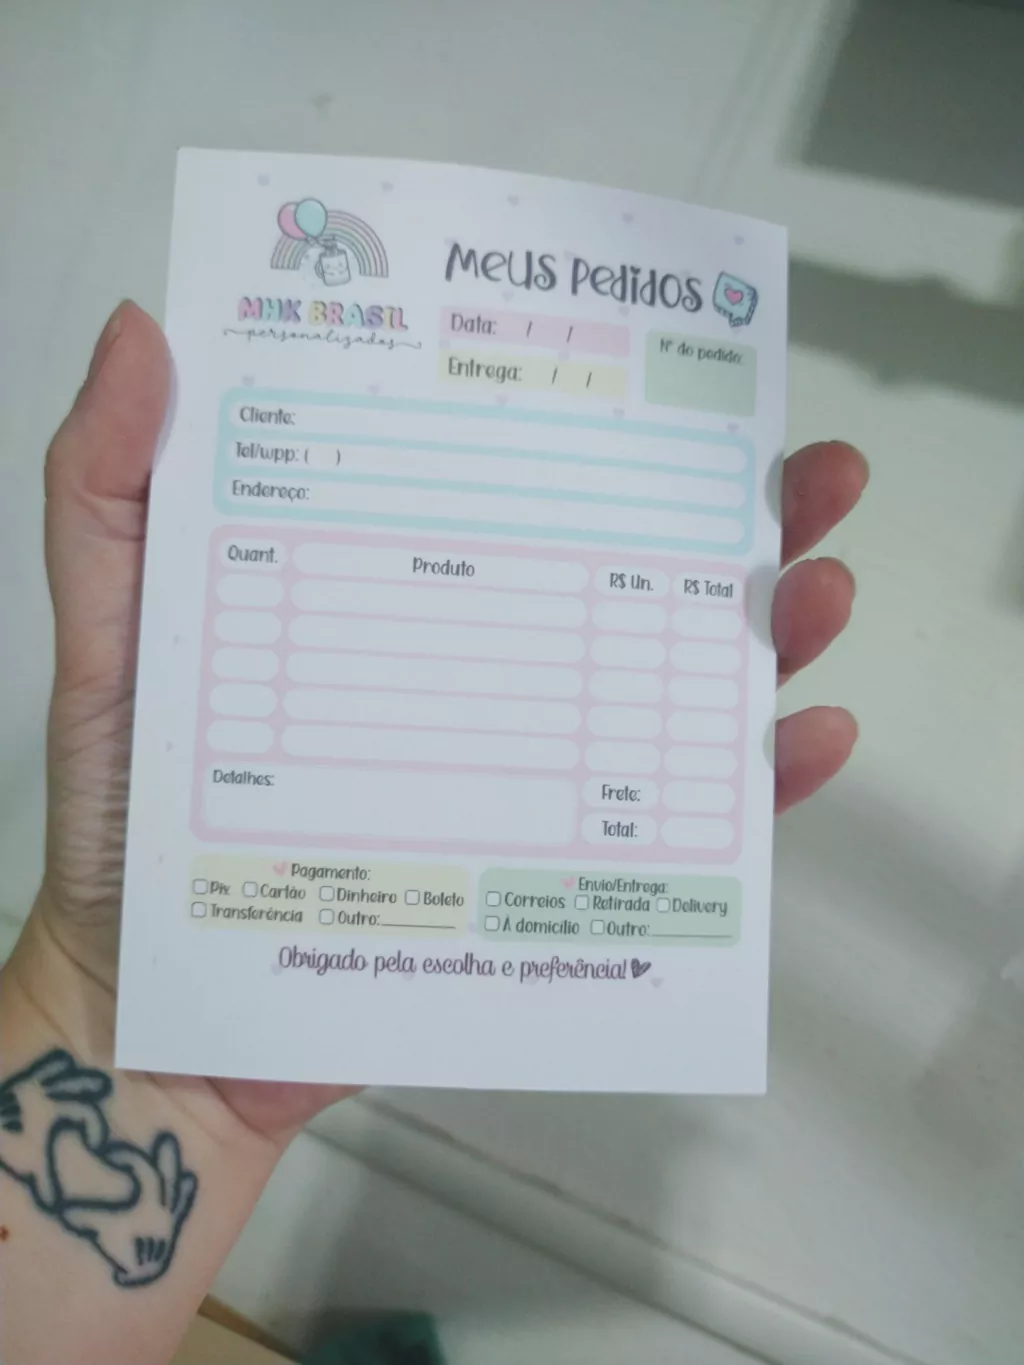 MHK BRASIL
personalizados
Meus Pedidos
Data: / /
Entrega: / /
Nº do pedido:
Cliente:
Tel/wpp: ( )
Endereço:
Quant. Produto R$ Un. R$ Total
Detalhes:
Frete:
Total:
Pagamento:
Pix Cartão Dinheiro Boleto
Transferência Outro:__________
Envio/Entrega:
Correios Retirada Delivery
A domicílio Outro:__________
Obrigado pela escolha e preferência!